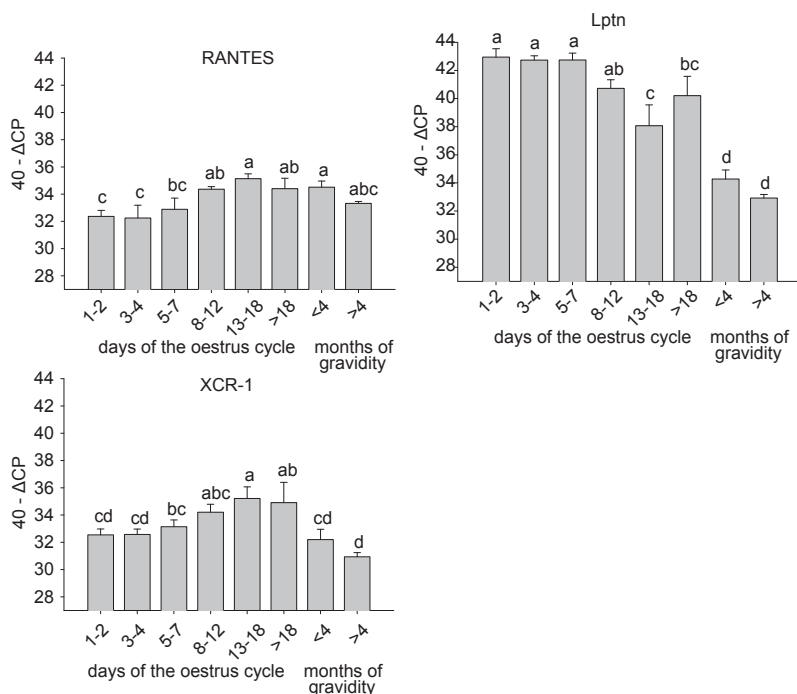 RANTES
40 - ΔCP
44
42
40
38
36
34
32
30
28
c
c
bc
ab
a
ab
a
abc
1-2
3-4
5-7
8-12
13-18
>18
<4
>4
days of the oestrus cycle
months of
gravidity
Lptn
40 - ΔCP
44
42
40
38
36
34
32
30
28
a
a
a
ab
c
bc
d
d
1-2
3-4
5-7
8-12
13-18
>18
<4
>4
days of the oestrus cycle
months of
gravidity
XCR-1
40 - ΔCP
44
42
40
38
36
34
32
30
28
cd
cd
bc
abc
a
ab
cd
d
1-2
3-4
5-7
8-12
13-18
>18
<4
>4
days of the oestrus cycle
months of
gravidity